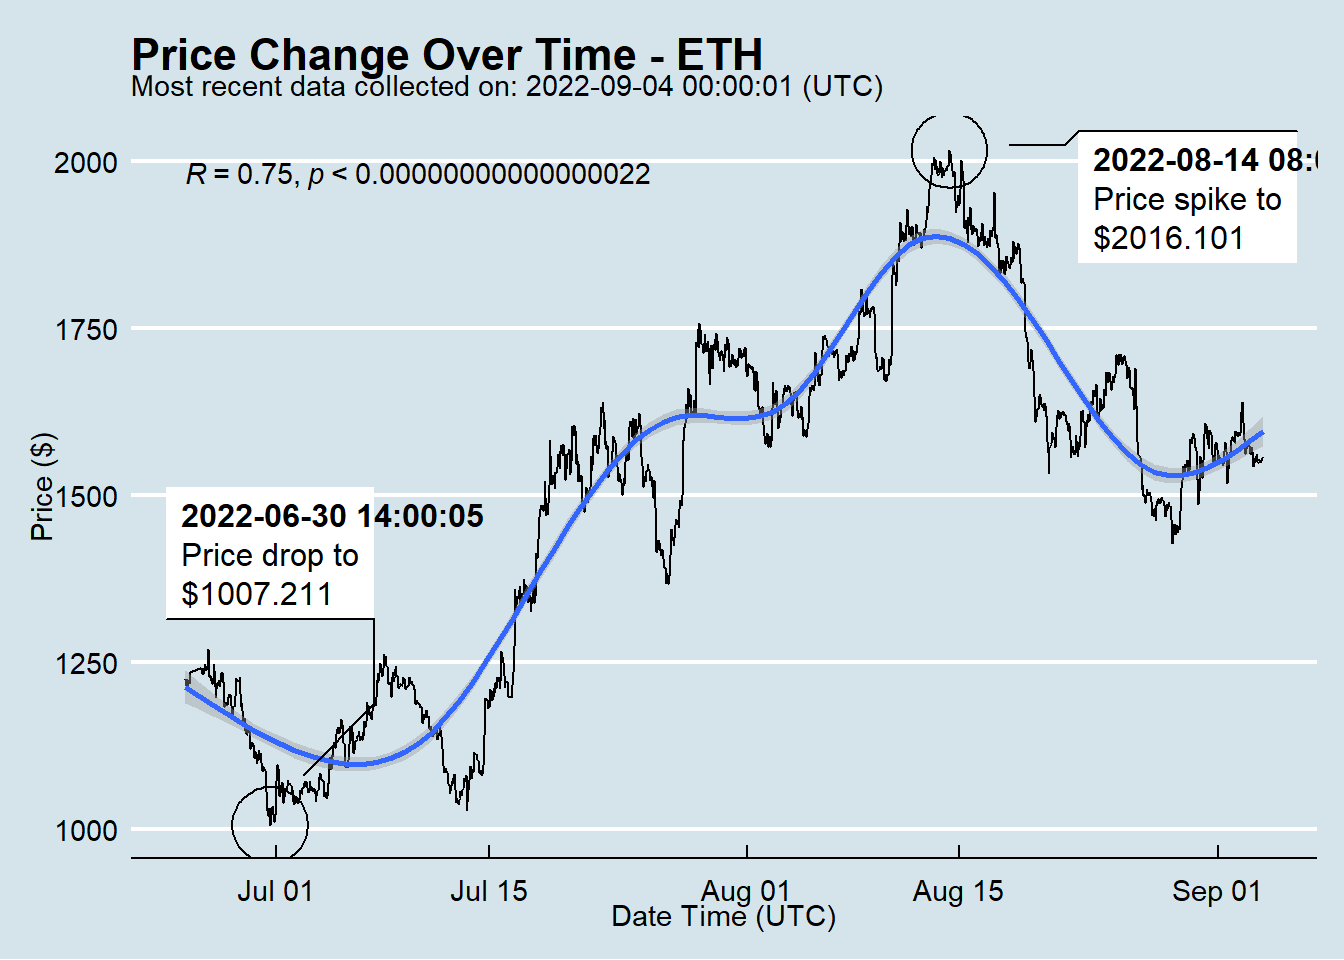 Price Change Over Time - ETH
Most recent data collected on: 2022-09-04 00:00:01 (UTC)
R = 0.75, p < 0.00000000000000022
2022-08-14 08:0
Price spike to
$2016.101
2022-06-30 14:00:05
Price drop to
$1007.211
Price ($)
2000
1750
1500
1250
1000
Jul 01
Jul 15
Aug 01
Aug 15
Sep 01
Date Time (UTC)